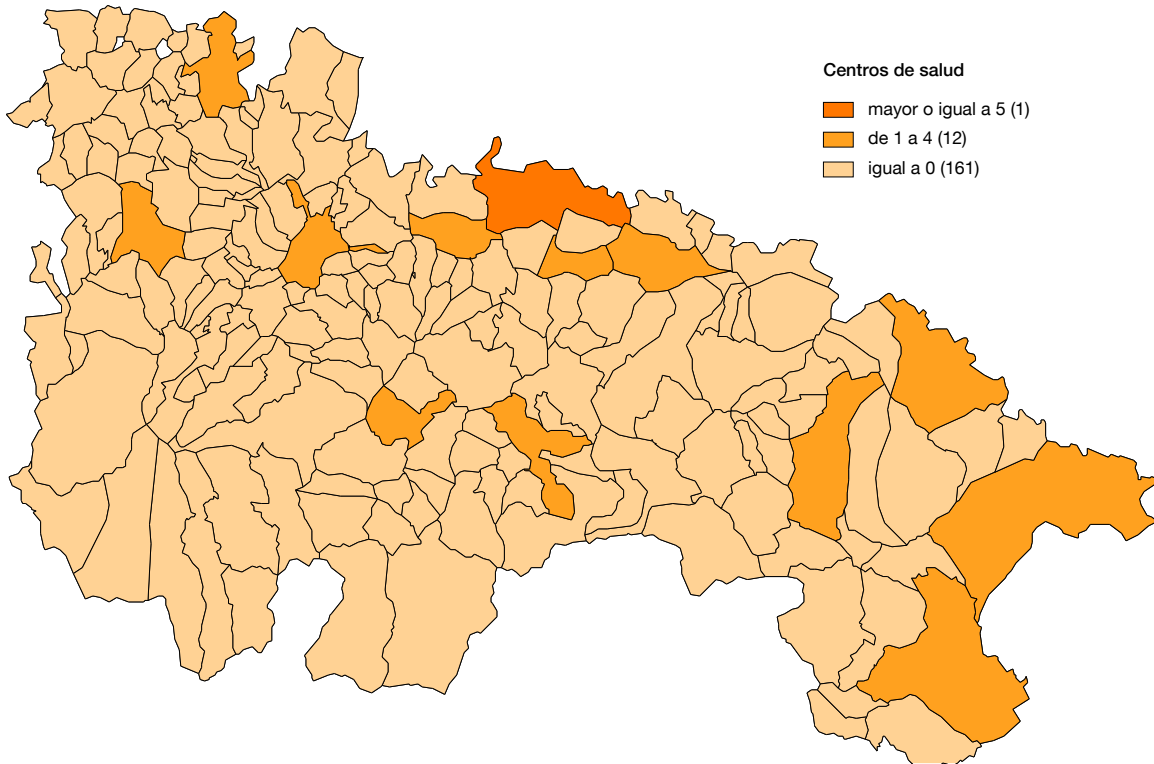 Centros de salud
mayor o igual a 5 (1)
de 1 a 4 (12)
igual a 0 (161)